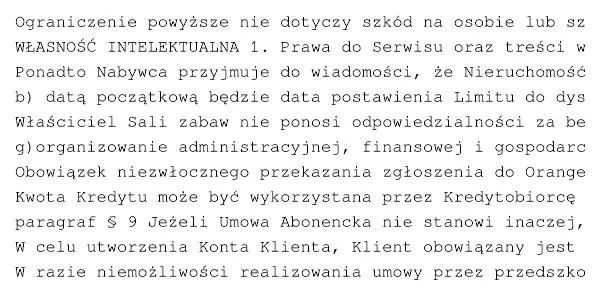 Ograniczenie powyższe nie dotyczy szkód na osobie lub sz
WŁASNOŚĆ INTELEKTUALNA 1. Prawa do Serwisu oraz treści w
Ponadto Nabywca przyjmuje do wiadomości, że Nieruchomość
b) datą początkową będzie data postawienia Limitu do dys
Właściciel Sali zabaw nie ponosi odpowiedzialności za be
g)organizowanie administracyjnej, finansowej i gospodarc
Obowiązek niezwłocznego przekazania zgłoszenia do Orange
Kwota Kredytu może być wykorzystana przez Kredytobiorcę
paragraf § 9 Jeżeli Umowa Abonencka nie stanowi inaczej,
W celu utworzenia Konta Klienta, Klient obowiązany jest
W razie niemożliwości realizowania umowy przez przedszko